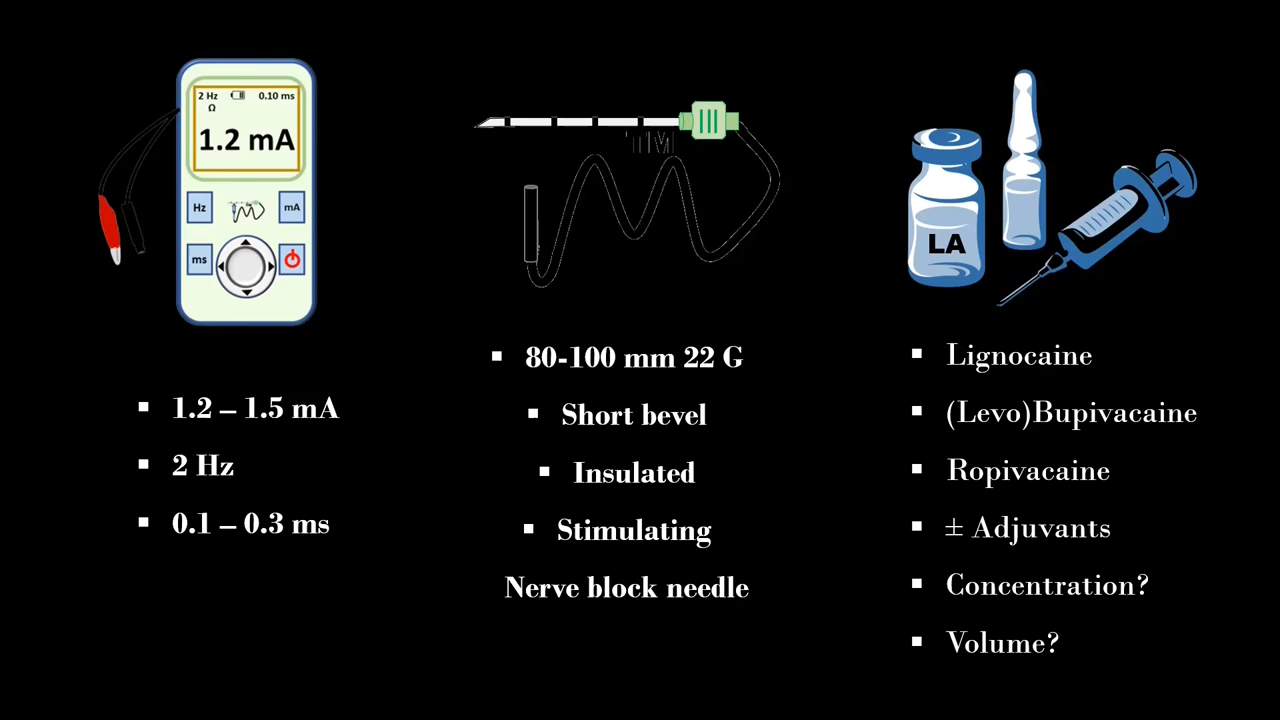 2 Hz 0.10 ms
Ω
1.2 mA
Hz mA
ms
TM
LA
1.2 – 1.5 mA
2 Hz
0.1 – 0.3 ms
80-100 mm 22 G
Short bevel
Insulated
Stimulating
Nerve block needle
Lignocaine
(Levo)Bupivacaine
Ropivacaine
± Adjuvants
Concentration?
Volume?